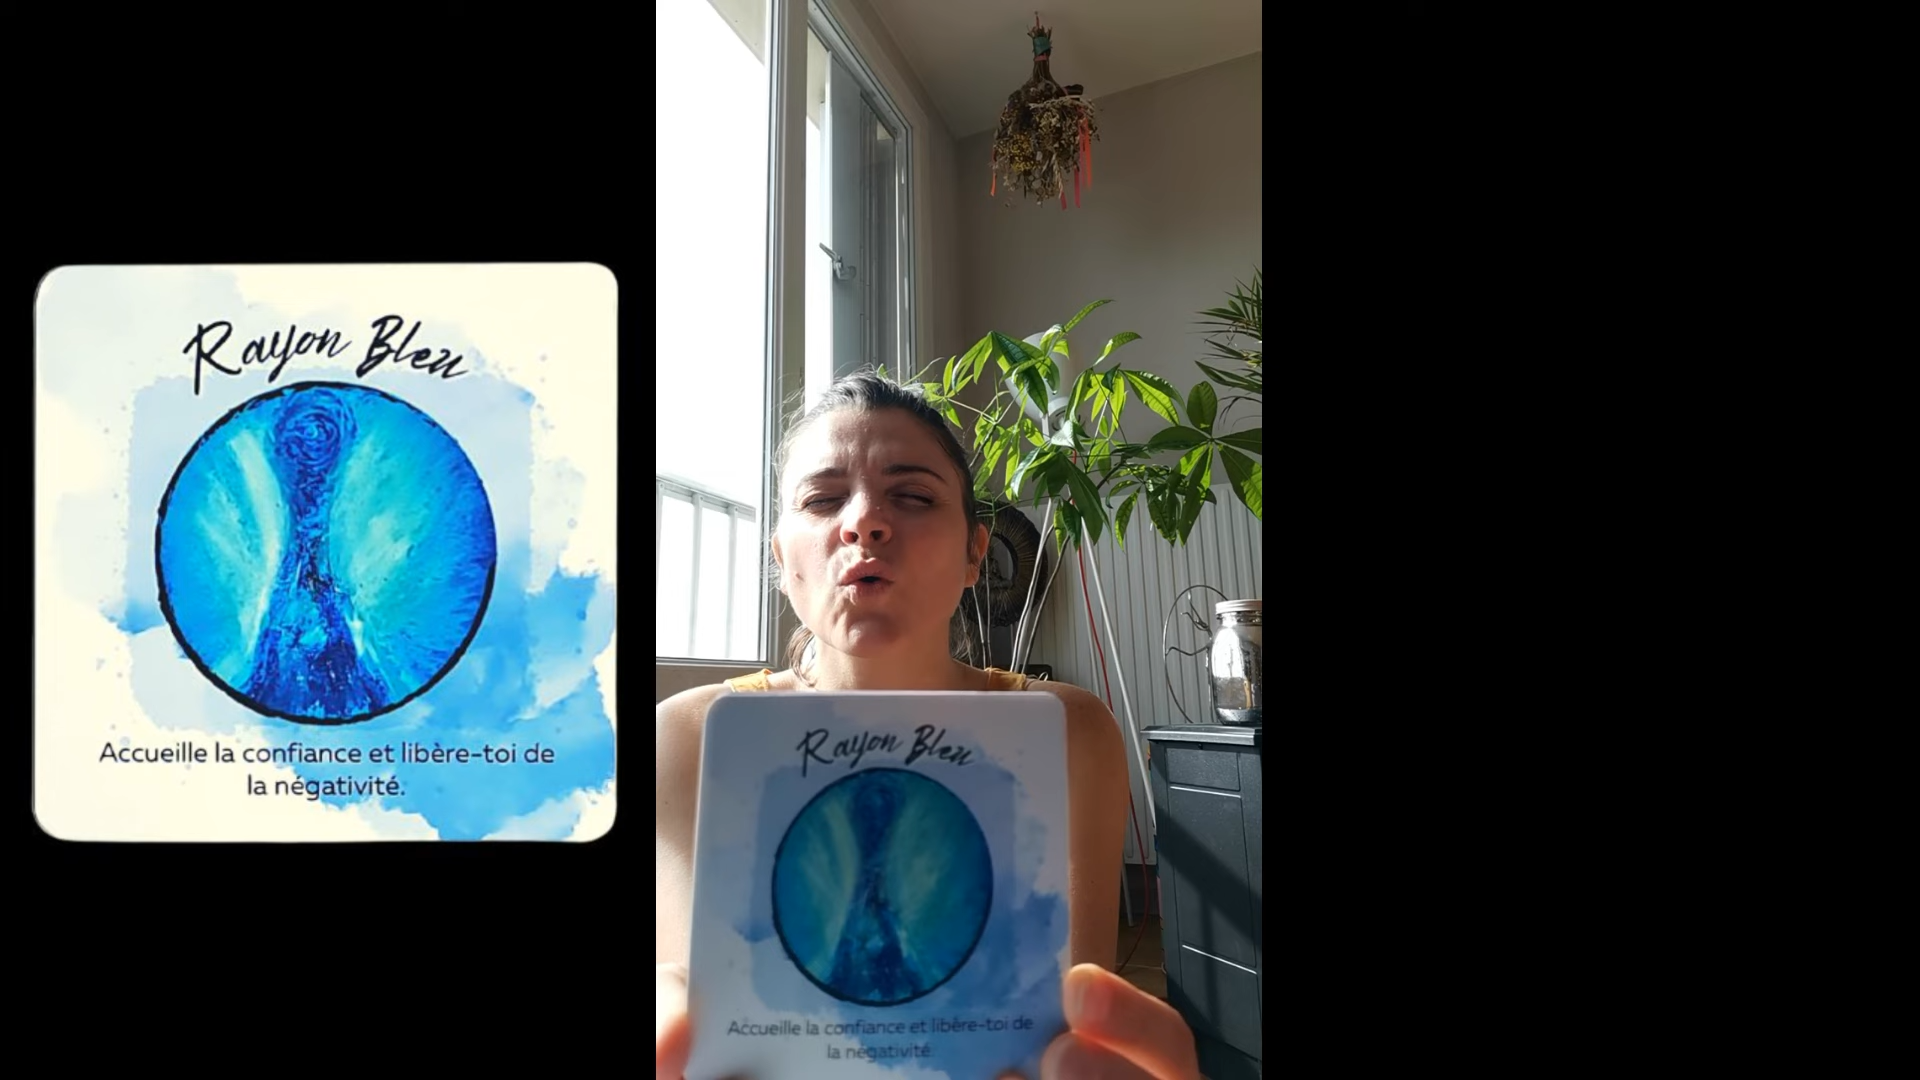 Rayon Bleu
Accueille la confiance et libère-toi de
la négativité.
Rayon Bleu
Accueille la confiance et libère-toi de
la négativité.